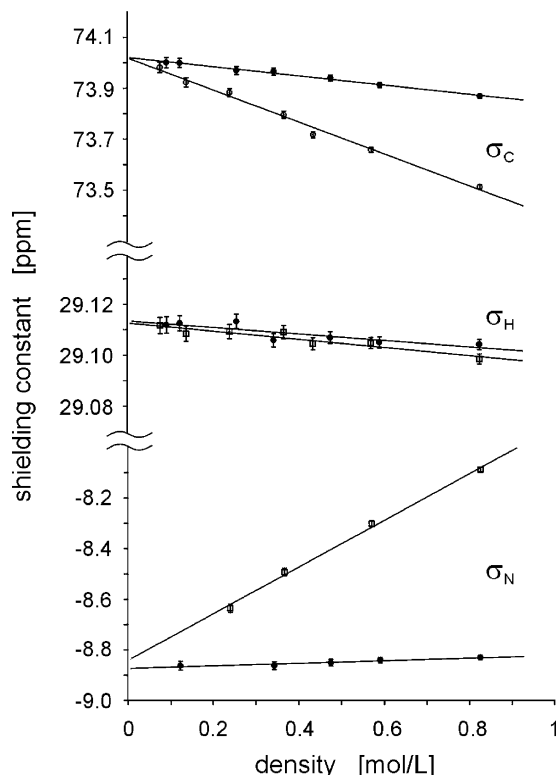 74.1
73.9
73.7
73.5
σC
29.12
29.10
29.08
σH
-8.2
-8.4
-8.6
-8.8
-9.0
σN
0 0.2 0.4 0.6 0.8 1
density [mol/L]
shielding constant [ppm]